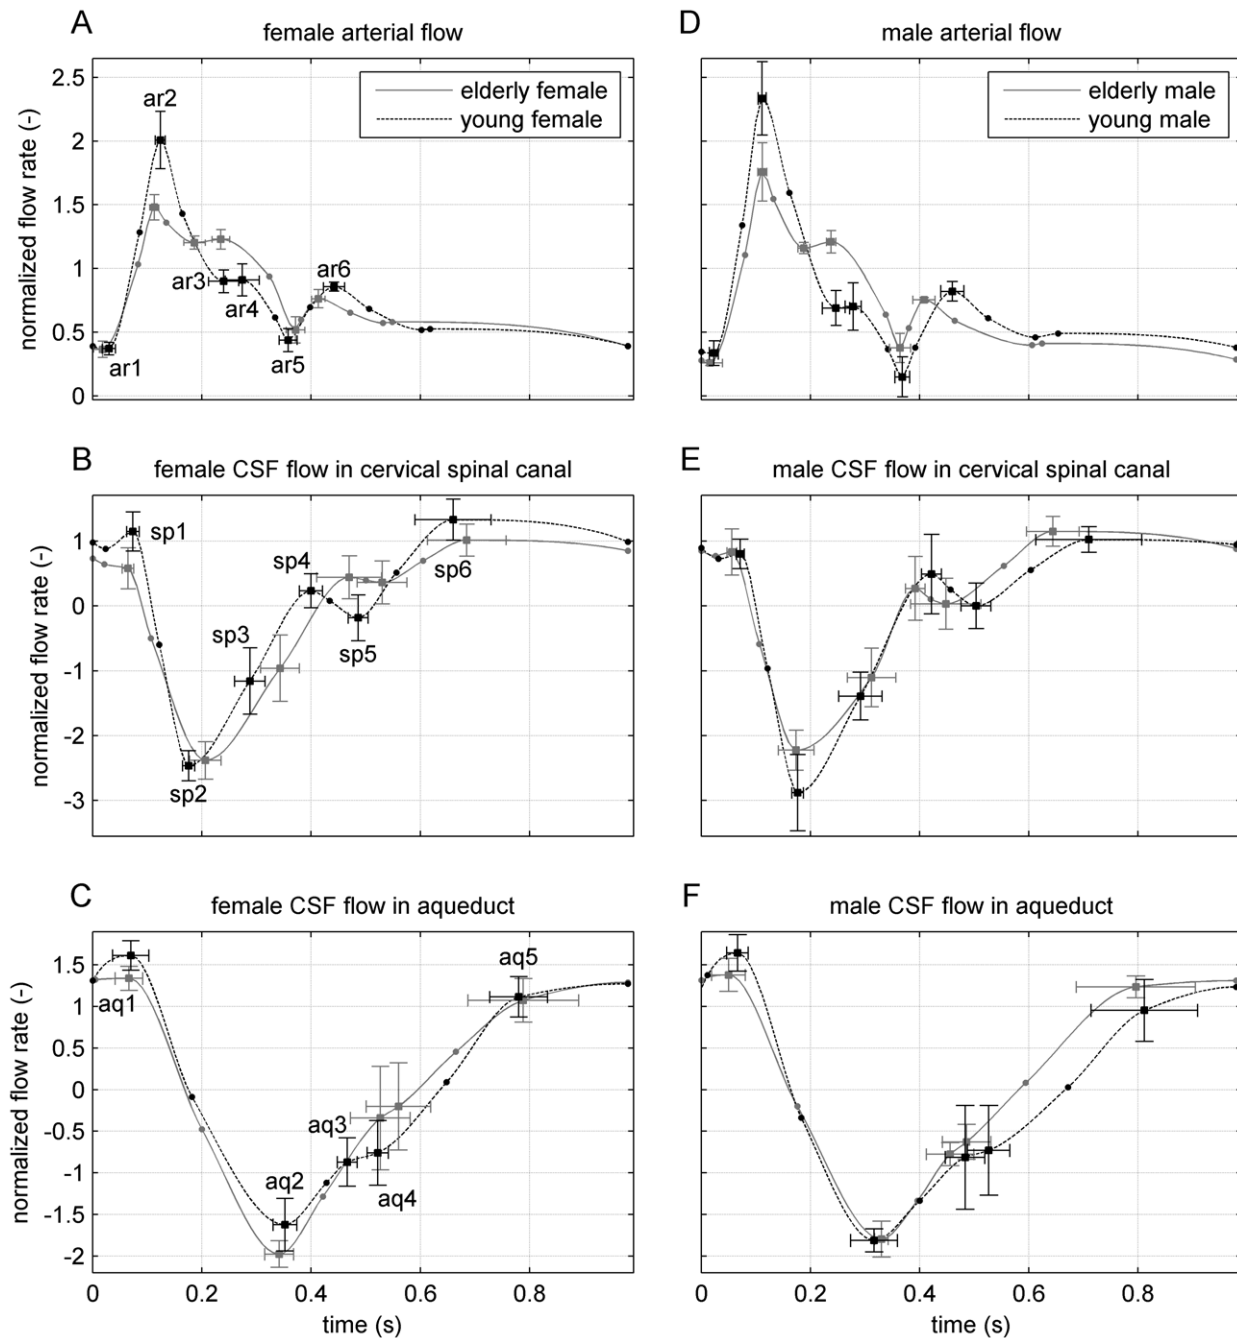 A
female arterial flow
normalized flow rate (-)
2.5
2
1.5
1
0.5
0
elderly female
young female
ar1
ar2
ar3
ar4
ar5
ar6
D
male arterial flow
elderly male
young male
B
female CSF flow in cervical spinal canal
normalized flow rate (-)
1
0
-1
-2
-3
sp1
sp2
sp3
sp4
sp5
sp6
E
male CSF flow in cervical spinal canal
C
female CSF flow in aqueduct
normalized flow rate (-)
1.5
1
0.5
0
-0.5
-1
-1.5
-2
aq1
aq2
aq3
aq4
aq5
0 0.2 0.4 0.6 0.8
time (s)
F
male CSF flow in aqueduct
0 0.2 0.4 0.6 0.8
time (s)